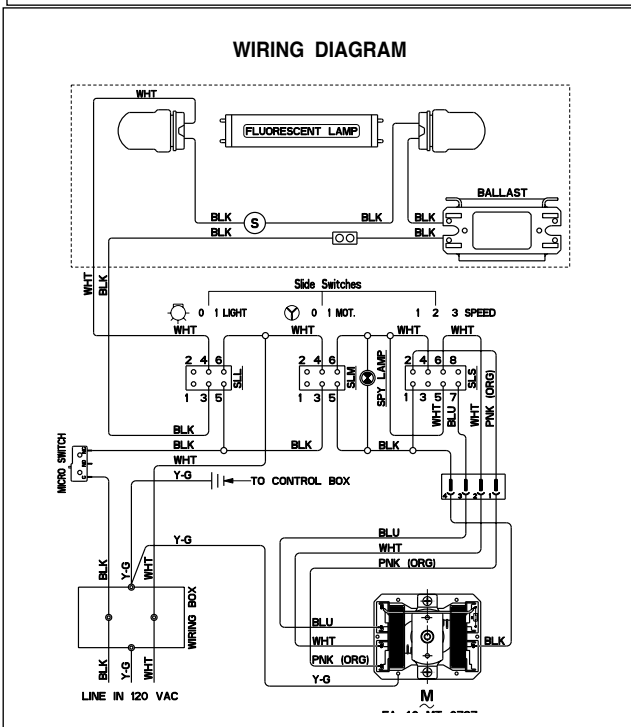 WIRING DIAGRAM
WHT
FLUORESCENT LAMP
BALLAST
BLK
S
BLK
BLK
BLK
BLK
WHT
BLK
Slide Switches
0 1 LIGHT
0 1 MOT.
1 2 3 SPEED
WHT
WHT
WHT
WHT
2 4 6
2 4 6
2 4 6 8
SLL
SLM
SPY LAMP
SLS
1 3 5
1 3 5
1 3 5 7
WHT
BLU
WHT
PNK (ORG)
BLK
BLK
BLK
BLK
WHT
MICRO SWITCH
Y-G
TO CONTROL BOX
4 3 2 1
Y-G
BLU
WHT
PNK (ORG)
BLK
Y-G
WHT
WIRING BOX
BLU
WHT
BLK
PNK (ORG)
BLK
Y-G
WHT
Y-G
LINE IN 120 VAC
M